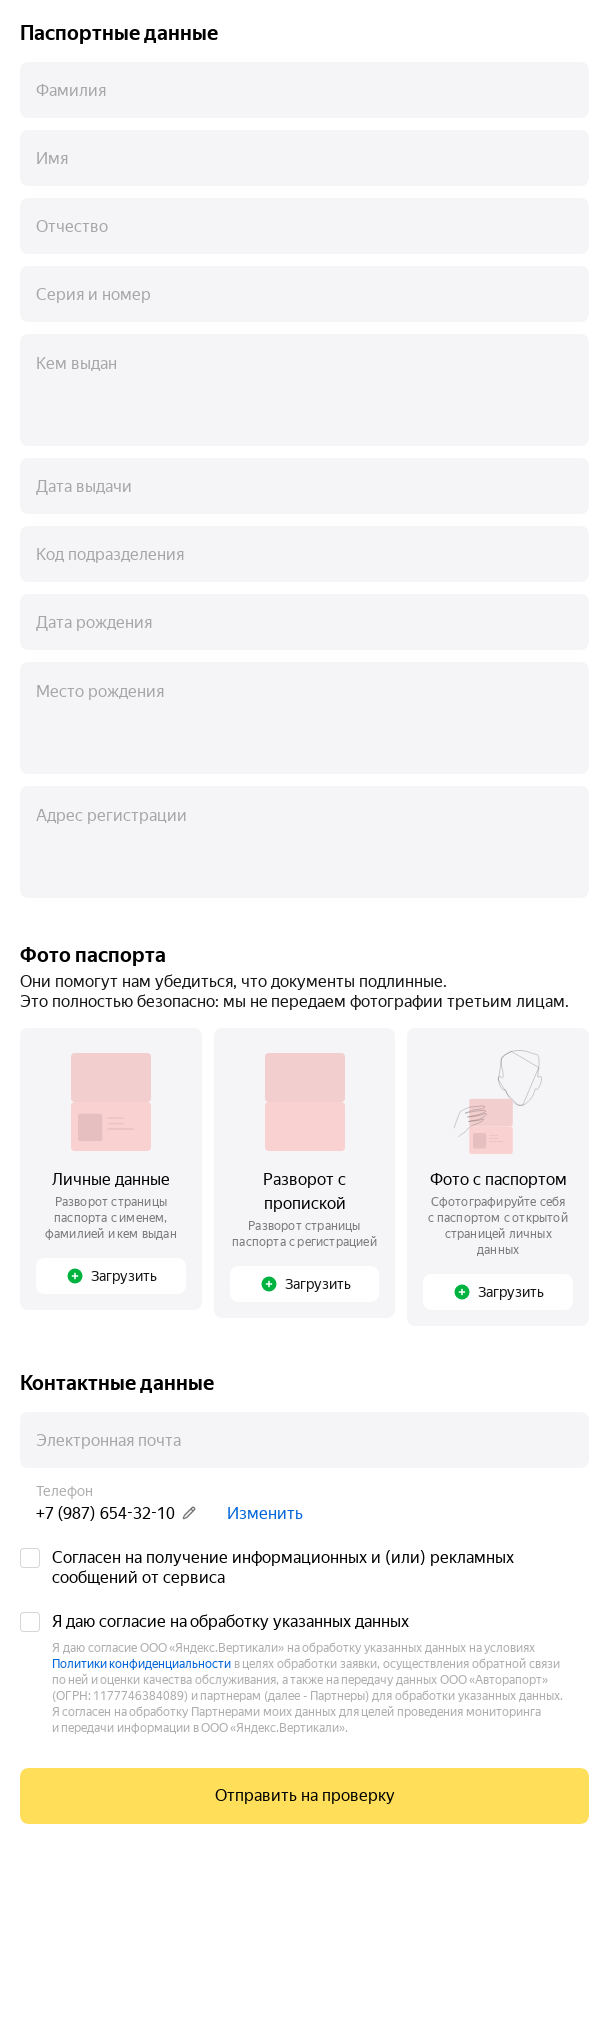 Паспортные данные
Фамилия
Имя
Отчество
Серия и номер
Кем выдан
Дата выдачи
Код подразделения
Дата рождения
Место рождения
Адрес регистрации
Фото паспорта
Они помогут нам убедиться, что документы подлинные.
Это полностью безопасно: мы не передаем фотографии третьим лицам.
Личные данные
Разворот страницы
паспорта с именем,
фамилией и кем выдан
Загрузить
Разворот с
пропиской
Разворот страницы
паспорта с регистрацией
Загрузить
Фото с паспортом
Сфотографируйте себя
с паспортом с открытой
страницей личных
данных
Загрузить
Контактные данные
Электронная почта
Телефон
+7 (987) 654-32-10 Изменить
Согласен на получение информационных и (или) рекламных
сообщений от сервиса
Я даю согласие на обработку указанных данных
Я даю согласие ООО «Яндекс.Вертикали» на обработку указанных данных на условиях
Политики конфиденциальности в целях обработки заявки, осуществления обратной связи
по ней и оценки качества обслуживания, а также на передачу данных ООО «Авторапорт»
(ОГРН: 1177746384089) и партнерам (далее - Партнеры) для обработки указанных данных.
Я согласен на обработку Партнерами моих данных для целей проведения мониторинга
и передачи информации в ООО «Яндекс.Вертикали».
Отправить на проверку